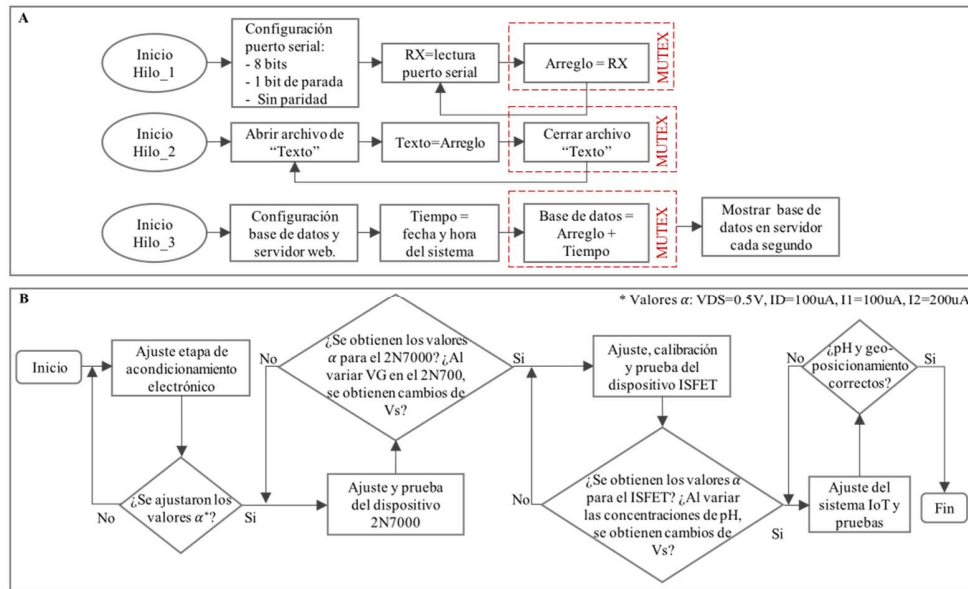 A
Inicio
Hilo_1
Configuración
puerto serial:
- 8 bits
- 1 bit de parada
- Sin paridad
RX=lectura
puerto serial
Arreglo = RX
MUTEX
Inicio
Hilo_2
Abrir archivo de
“Texto”
Texto=Arreglo
Cerrar archivo
“Texto”
MUTEX
Inicio
Hilo_3
Configuración
base de datos y
servidor web.
Tiempo =
fecha y hora
del sistema
Base de datos =
Arreglo +
Tiempo
MUTEX
Mostrar base de
datos en servidor
cada segundo
B
* Valores α: VDS=0.5V, ID=100uA, I1=100uA, I2=200uA
Inicio
Ajuste etapa de
acondicionamiento
electrónico
¿Se ajustaron los
valores α*?
No
Si
Ajuste y prueba
del dispositivo
2N7000
¿Se obtienen los valores
α para el 2N7000? ¿Al
variar VG en el 2N700,
se obtienen cambios de
Vs?
No
Si
Ajuste, calibración
y prueba del
dispositivo ISFET
¿Se obtienen los valores α
para el ISFET? ¿Al variar
las concentraciones de pH,
se obtienen cambios de
Vs?
No
Si
Ajuste del
sistema IoT y
pruebas
¿pH y geo-
posicionamiento
correctos?
No
Si
Fin